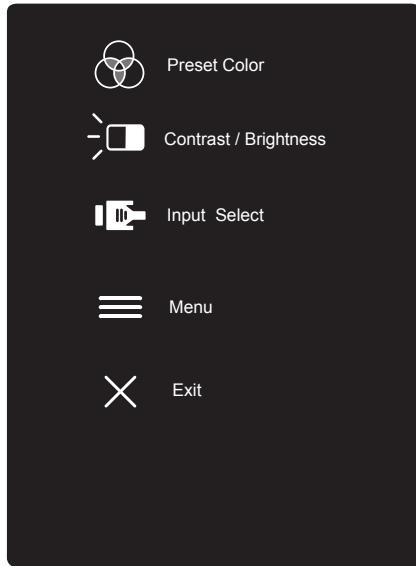 Preset Color
Contrast / Brightness
Input Select
Menu
Exit